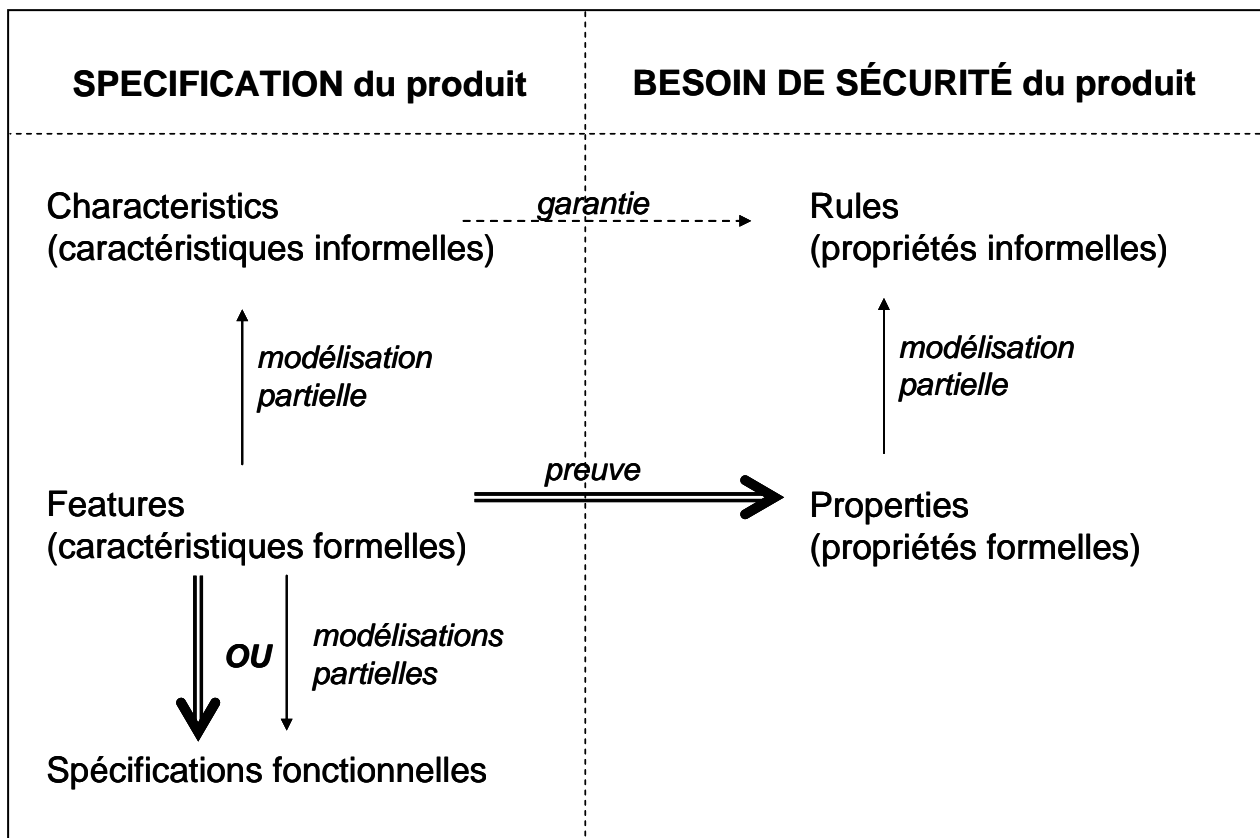 SPECIFICATION du produit
BESOIN DE SÉCURITÉ du produit
Characteristics
(caractéristiques informelles)
garantie
Rules
(propriétés informelles)
modélisation
partielle
modélisation
partielle
Features
(caractéristiques formelles)
preuve
Properties
(propriétés formelles)
OU
modélisations
partielles
Spécifications fonctionnelles